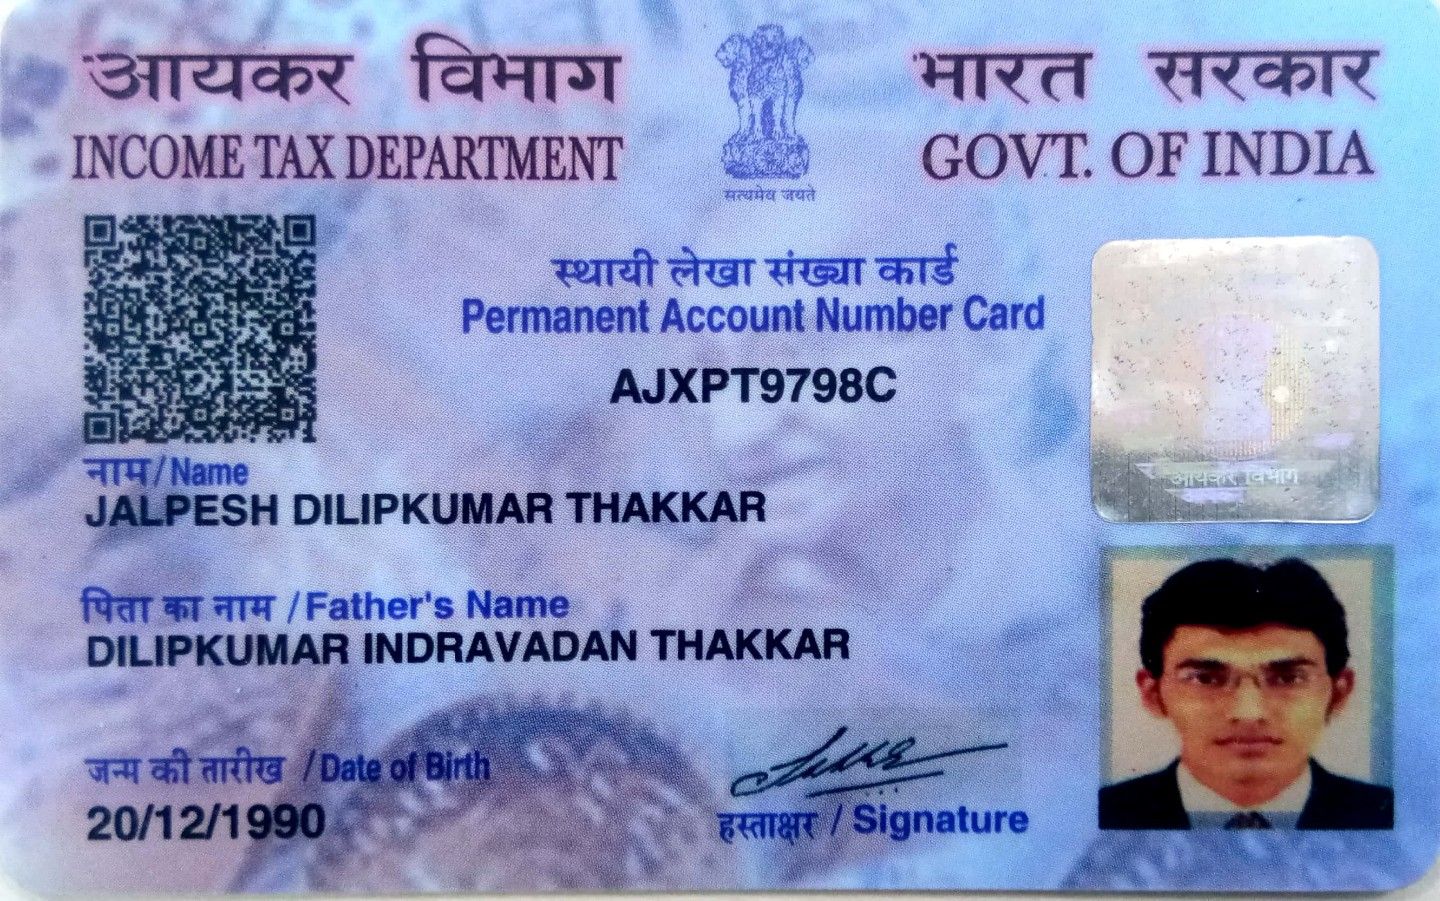 आयकर विभाग
INCOME TAX DEPARTMENT
सत्यमेव जयते
भारत सरकार
GOVT. OF INDIA
स्थायी लेखा संख्या कार्ड
Permanent Account Number Card
AJXPT9798C
आयकर विभाग
नाम/Name
JALPESH DILIPKUMAR THAKKAR
पिता का नाम /Father's Name
DILIPKUMAR INDRAVADAN THAKKAR
जन्म की तारीख /Date of Birth
20/12/1990
हस्ताक्षर / Signature